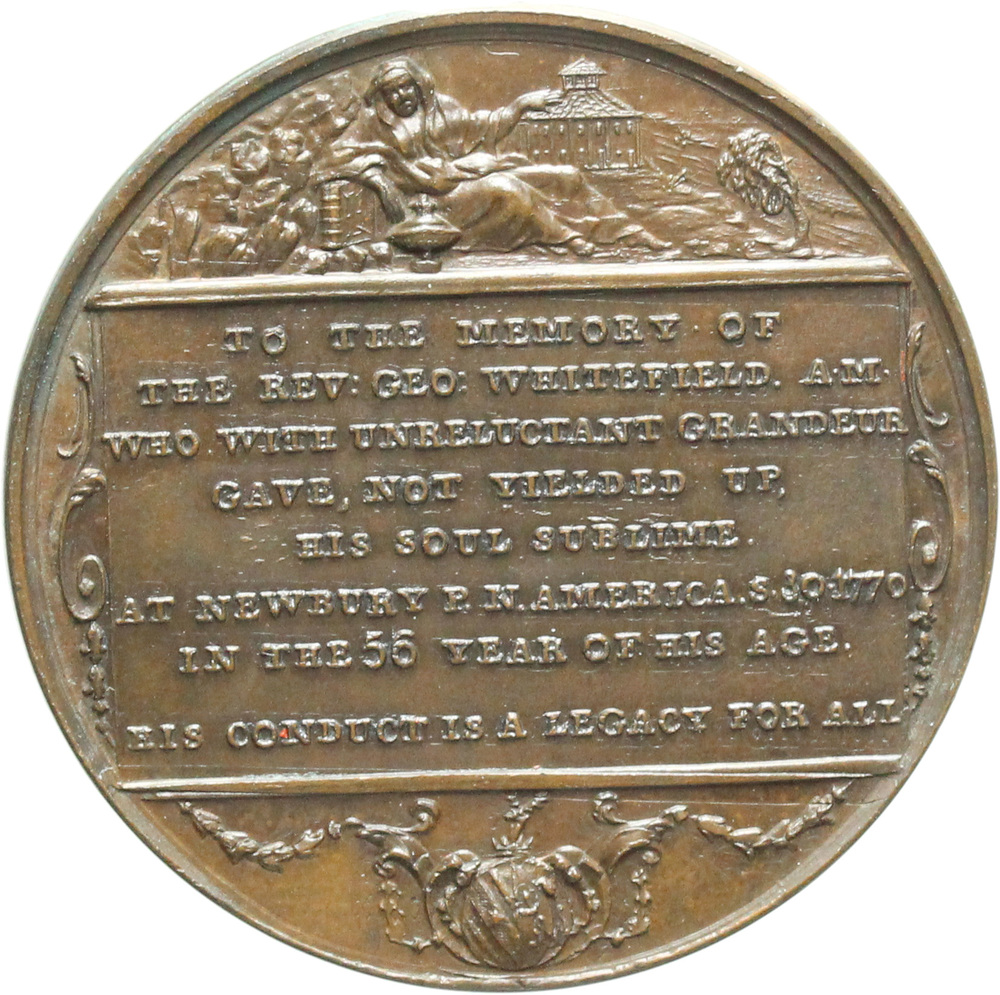 TO THE MEMORY OF
THE REV: GEO: WHITEFIELD. A.M.
WHO WITH UNRELUCTANT GRANDEUR
GAVE, NOT YIELDED UP,
HIS SOUL SUBLIME.
AT NEWBURY P. N. AMERICA. S. 30. 1770
IN THE 56 YEAR OF HIS AGE.
HIS CONDUCT IS A LEGACY FOR ALL